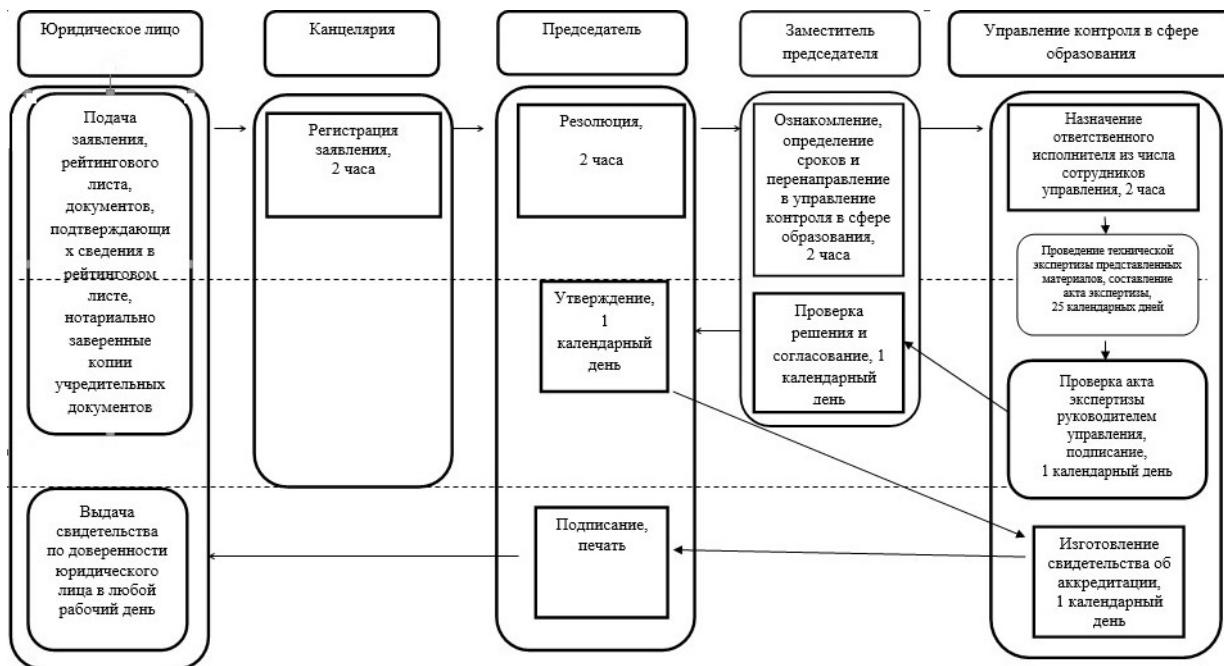 Юридическое лицо
Канцелярия
Председатель
Заместитель
председателя
Управление контроля в сфере
образования
Подача
заявления,
рейтингового
листа,
документов,
подтверждающи
х сведения в
рейтинговом
листе,
нотариально
заверенные
копии
учредительных
документов
Регистрация
заявления,
2 часа
Резолюция,
2 часа
Ознакомление,
определение
сроков и
перенаправление
в управление
контроля в сфере
образования,
2 часа
Назначение
ответственного
исполнителя из числа
сотрудников
управления, 2 часа
Проведение технической
экспертизы представленных
материалов, составление
акта экспертизы,
25 календарных дней
Утверждение,
1
календарный
день
Проверка
решения и
согласование, 1
календарный
день
Проверка акта
экспертизы
руководителем
управления,
подписание,
1 календарный день
Выдача
свидетельства
по доверенности
юридического
лица в любой
рабочий день
Подписание,
печать
Изготовление
свидетельства об
аккредитации,
1 календарный
день